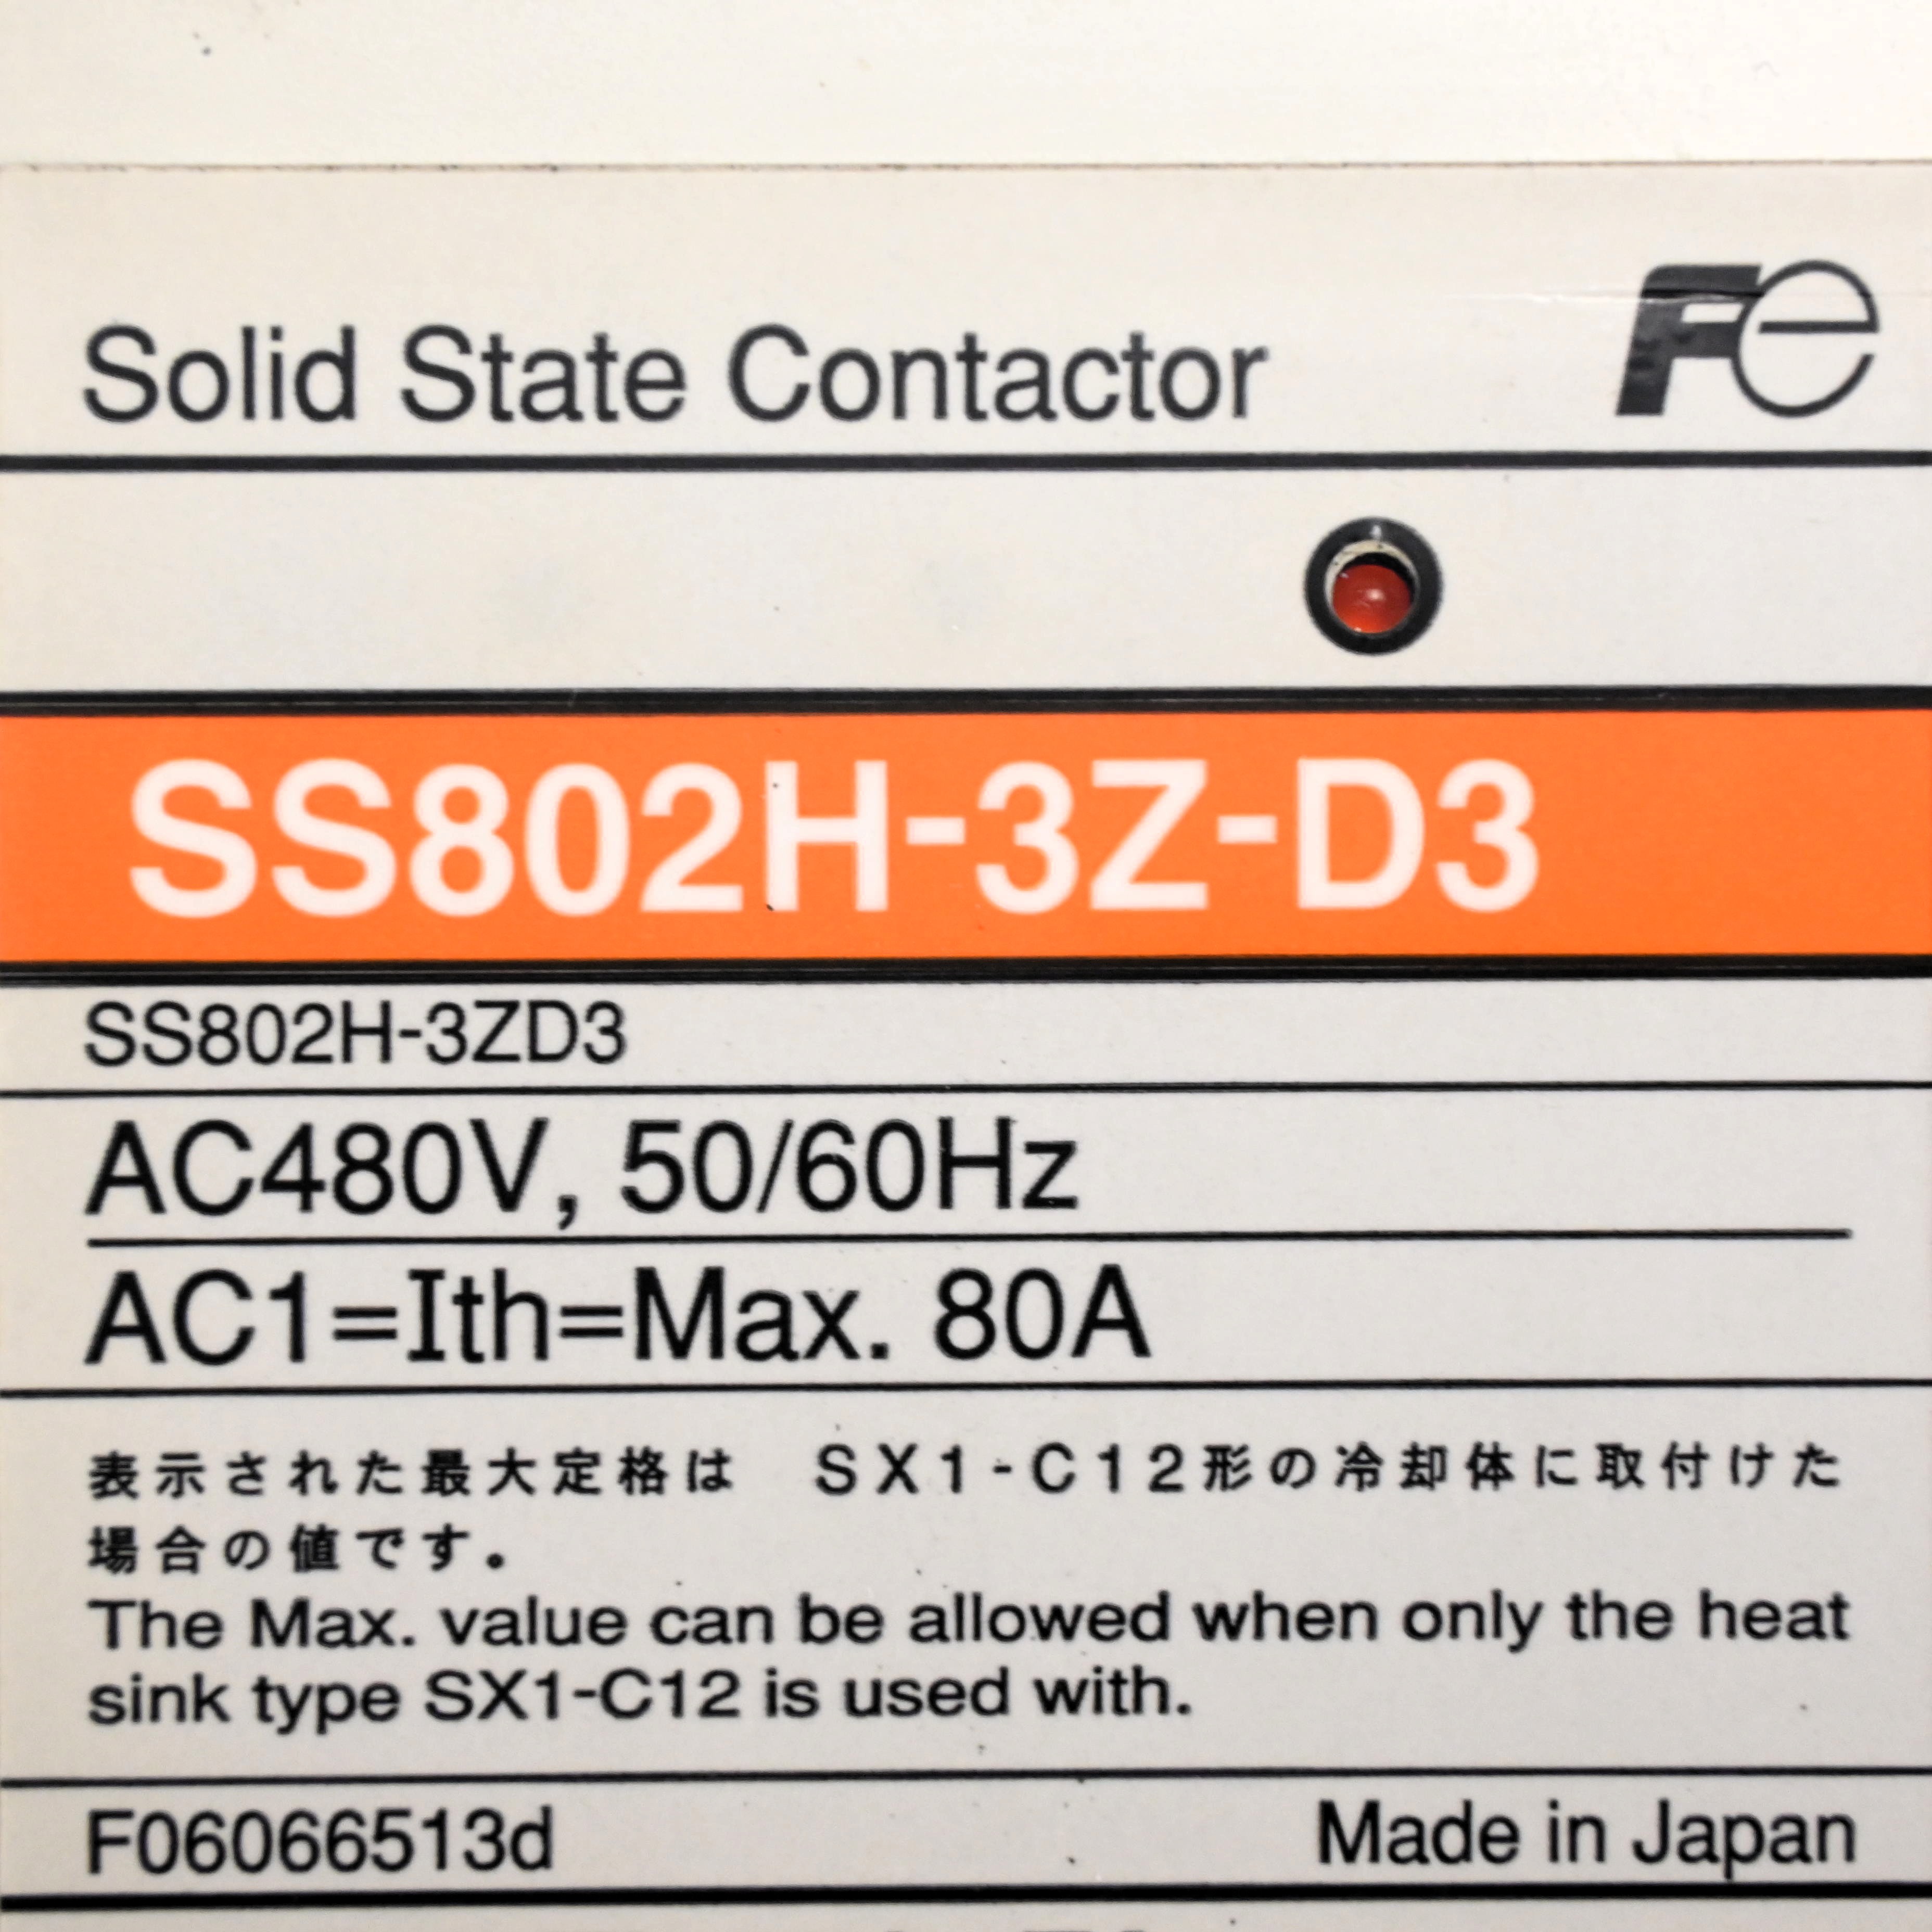 Solid State Contactor
Fe
SS802H-3Z-D3
SS802H-3ZD3
AC480V, 50/60Hz
AC1=Ith=Max. 80A
表示された最大定格は　SX1-C12形の冷却体に取付けた
場合の値です。
The Max. value can be allowed when only the heat
sink type SX1-C12 is used with.
F06066513d
Made in Japan